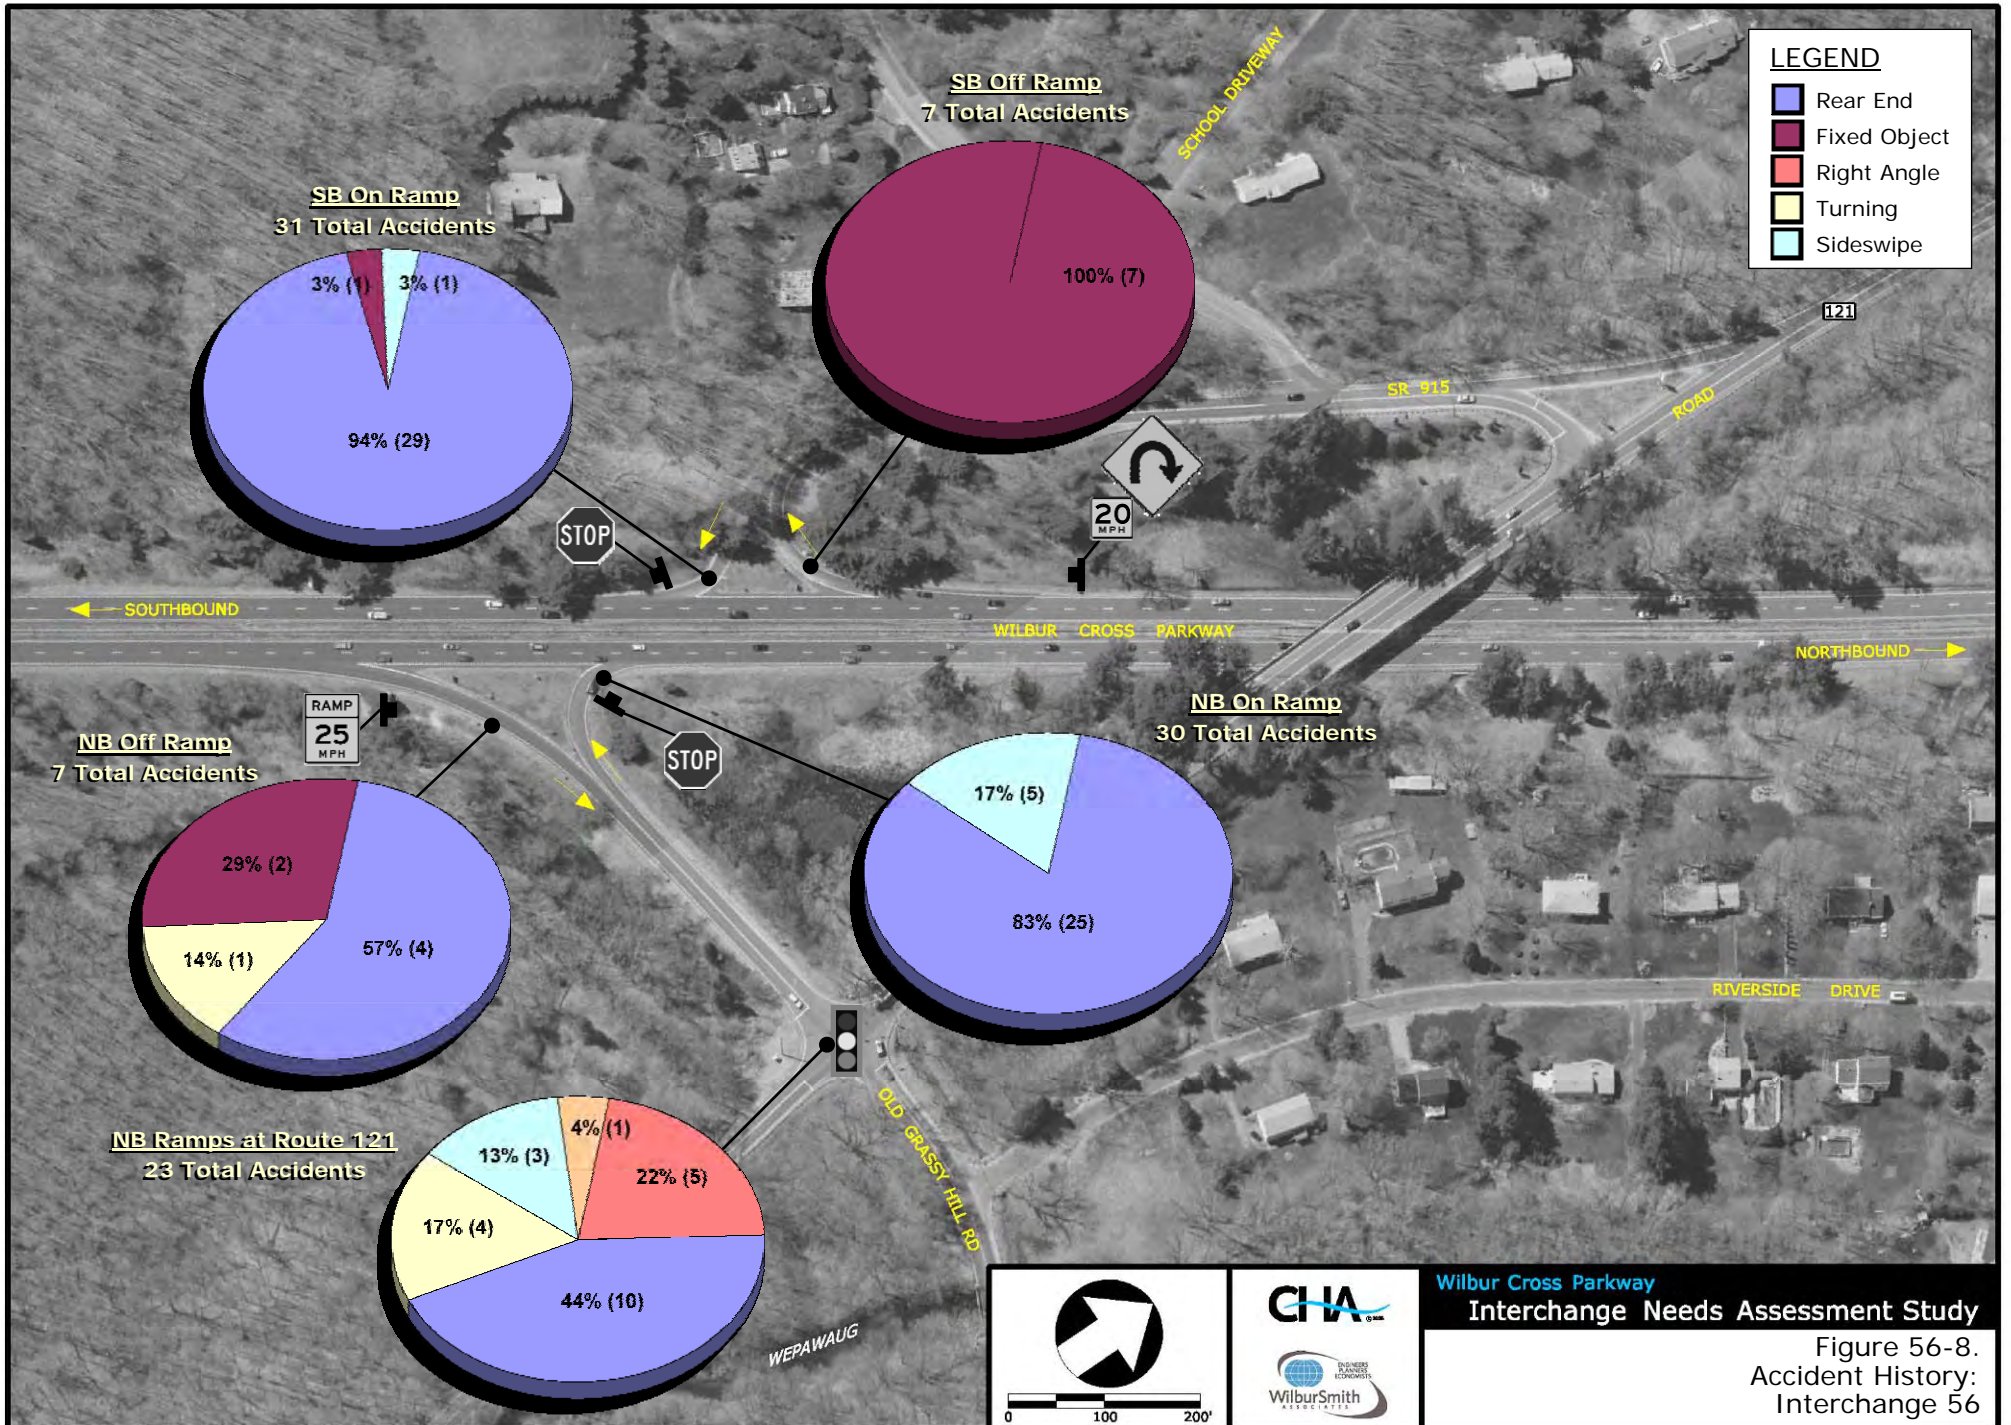 LEGEND
Rear End
Fixed Object
Right Angle
Turning
Sideswipe
SB Off Ramp
7 Total Accidents
100% (7)
SCHOOL DRIVEWAY
SB On Ramp
31 Total Accidents
3% (1)
3% (1)
94% (29)
121
SR 915
ROAD
20
MPH
STOP
SOUTHBOUND
WILBUR CROSS PARKWAY
NORTHBOUND
RAMP
25
MPH
STOP
NB Off Ramp
7 Total Accidents
29% (2)
14% (1)
57% (4)
NB On Ramp
30 Total Accidents
17% (5)
83% (25)
RIVERSIDE DRIVE
OLD GRASSY HILL RD
NB Ramps at Route 121
23 Total Accidents
4% (1)
13% (3)
22% (5)
17% (4)
44% (10)
WEPAWAUG
0 100 200'
CHA
ENGINEERS
PLANNERS
ECONOMISTS
WilburSmith
ASSOCIATES
Wilbur Cross Parkway
Interchange Needs Assessment Study
Figure 56-8.
Accident History:
Interchange 56